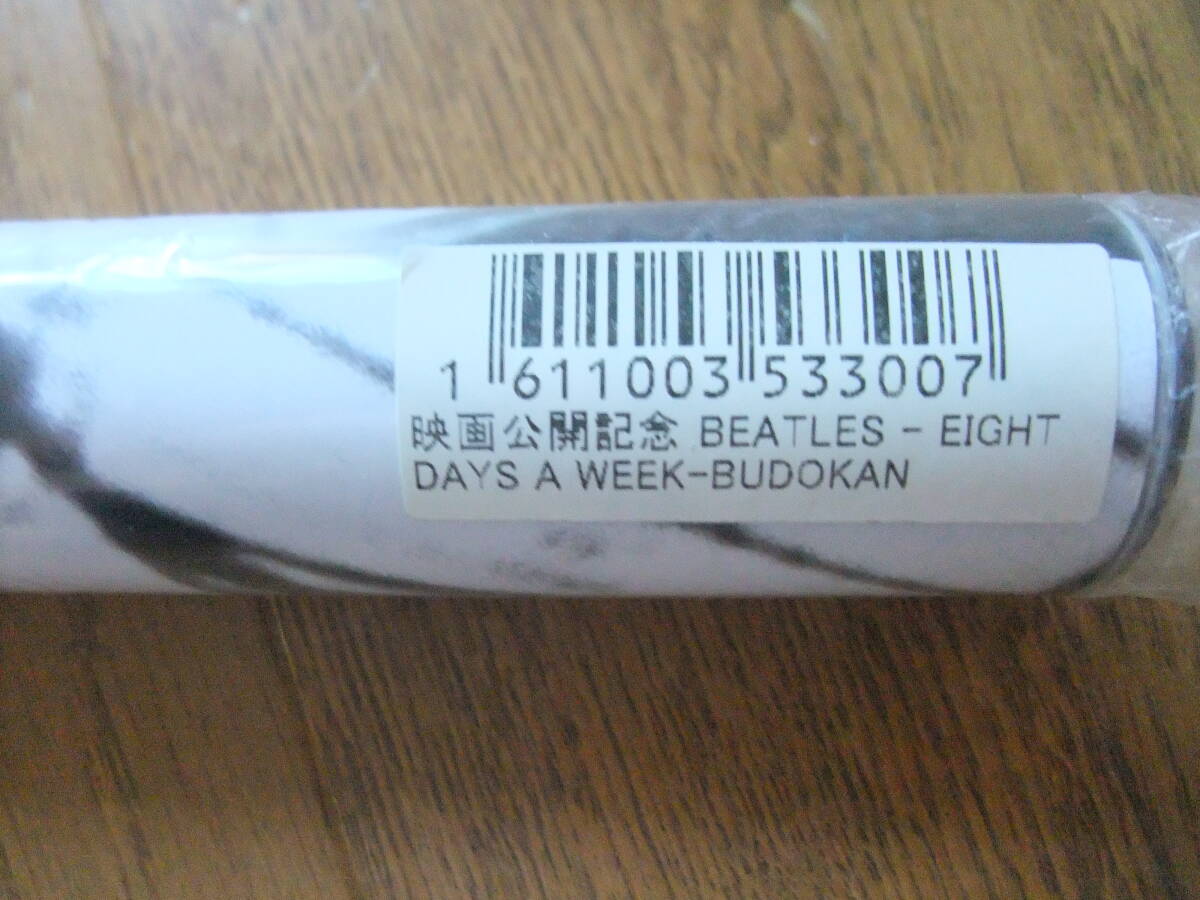 1 611003 533007
映画公開記念 BEATLES - EIGHT
DAYS A WEEK-BUDOKAN